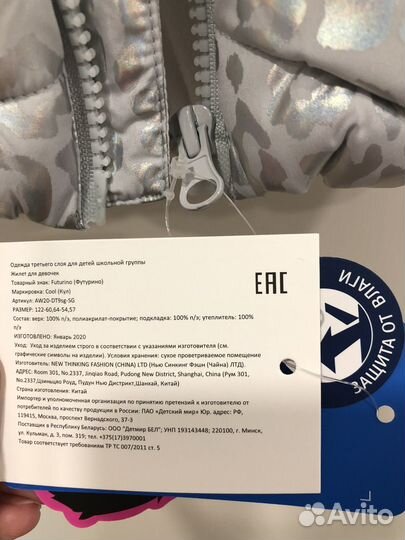 Одежда третьего слоя для детей школьной группы
Жилет для девочек
Товарный знак: Futurino (Футурино)
Маркировка: Cool (Кул)
Артикул: AW20-DT9sg-SG
РАЗМЕР: 122-60,64-54,57
Состав: верх: 100% п/э, полиакрилат-покрытие; подкладка: 100% п/э; утеплитель: 100%
п/э
ИЗГОТОВЛЕНО: Январь 2020
Уход: Уход за изделием строго в соответствии с указаниями изготовителя (см.
графические символы на изделии). Условия хранения: сухое проветриваемое помещение
Изготовитель: NEW THINKING FASHION (CHINA) LTD (Нью Синкинг Фэшн (Чайна) ЛТД).
АДРЕС: Room 301, No.2337, Jinqiao Road, Pudong New District, Shanghai, China (Рум 301,
No.2337,Цзиньцяо Роуд, Пудун Нью Дистрикт,Шанхай, Китай)
Страна изготовления: Китай
Импортер и уполномоченная организация по принятию претензий к изготовителю от
потребителей по качеству продукции в России: ПАО «Детский мир» Юр. адрес: РФ,
119415, Москва, проспект Вернадского, 37-3
Поставщик в Республику Беларусь: ООО "Детмир БЕЛ"; УНП 193143448; 220100, г. Минск,
ул. Кульман, д. 3, пом. 319; тел. +375(17)3970001
Товар соответствует требованиям ТР ТС 007/2011 ст. 5
EAC
ЗАЩИТА ОТ ВЛАГИ
Avito